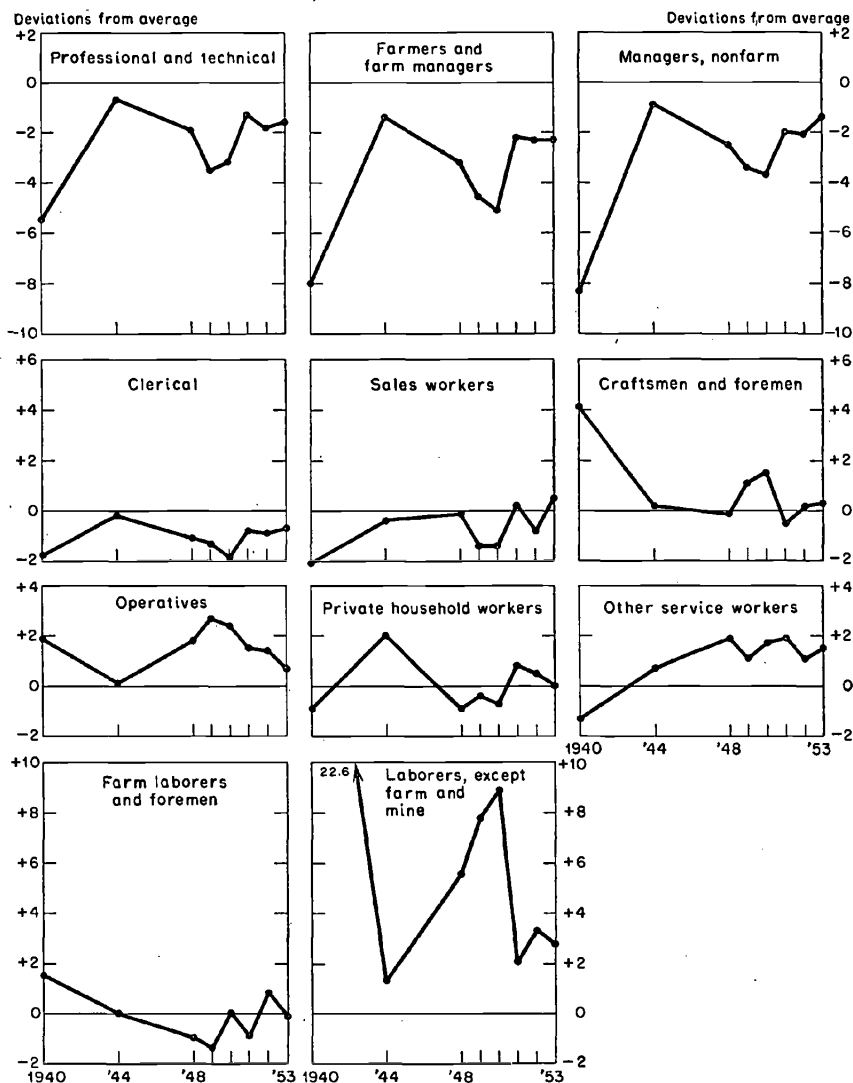 Deviations from average
Deviations from average
+2
+2
Professional and technical
Farmers and
farm managers
Managers, nonfarm
0
0
−2
−2
−4
−4
−6
−6
−8
−8
−10
−10
+6
+6
Clerical
Sales workers
Craftsmen and foremen
+4
+4
+2
+2
0
0
−2
−2
+4
+4
Operatives
Private household workers
Other service workers
+2
+2
0
0
−2
−2
1940 '44 '48 '53
+10
+10
Farm laborers
and foremen
22.6
Laborers, except
farm and
mine
+8
+8
+6
+6
+4
+4
+2
+2
0
0
−2
−2
1940 '44 '48 '53
1940 '44 '48 '53